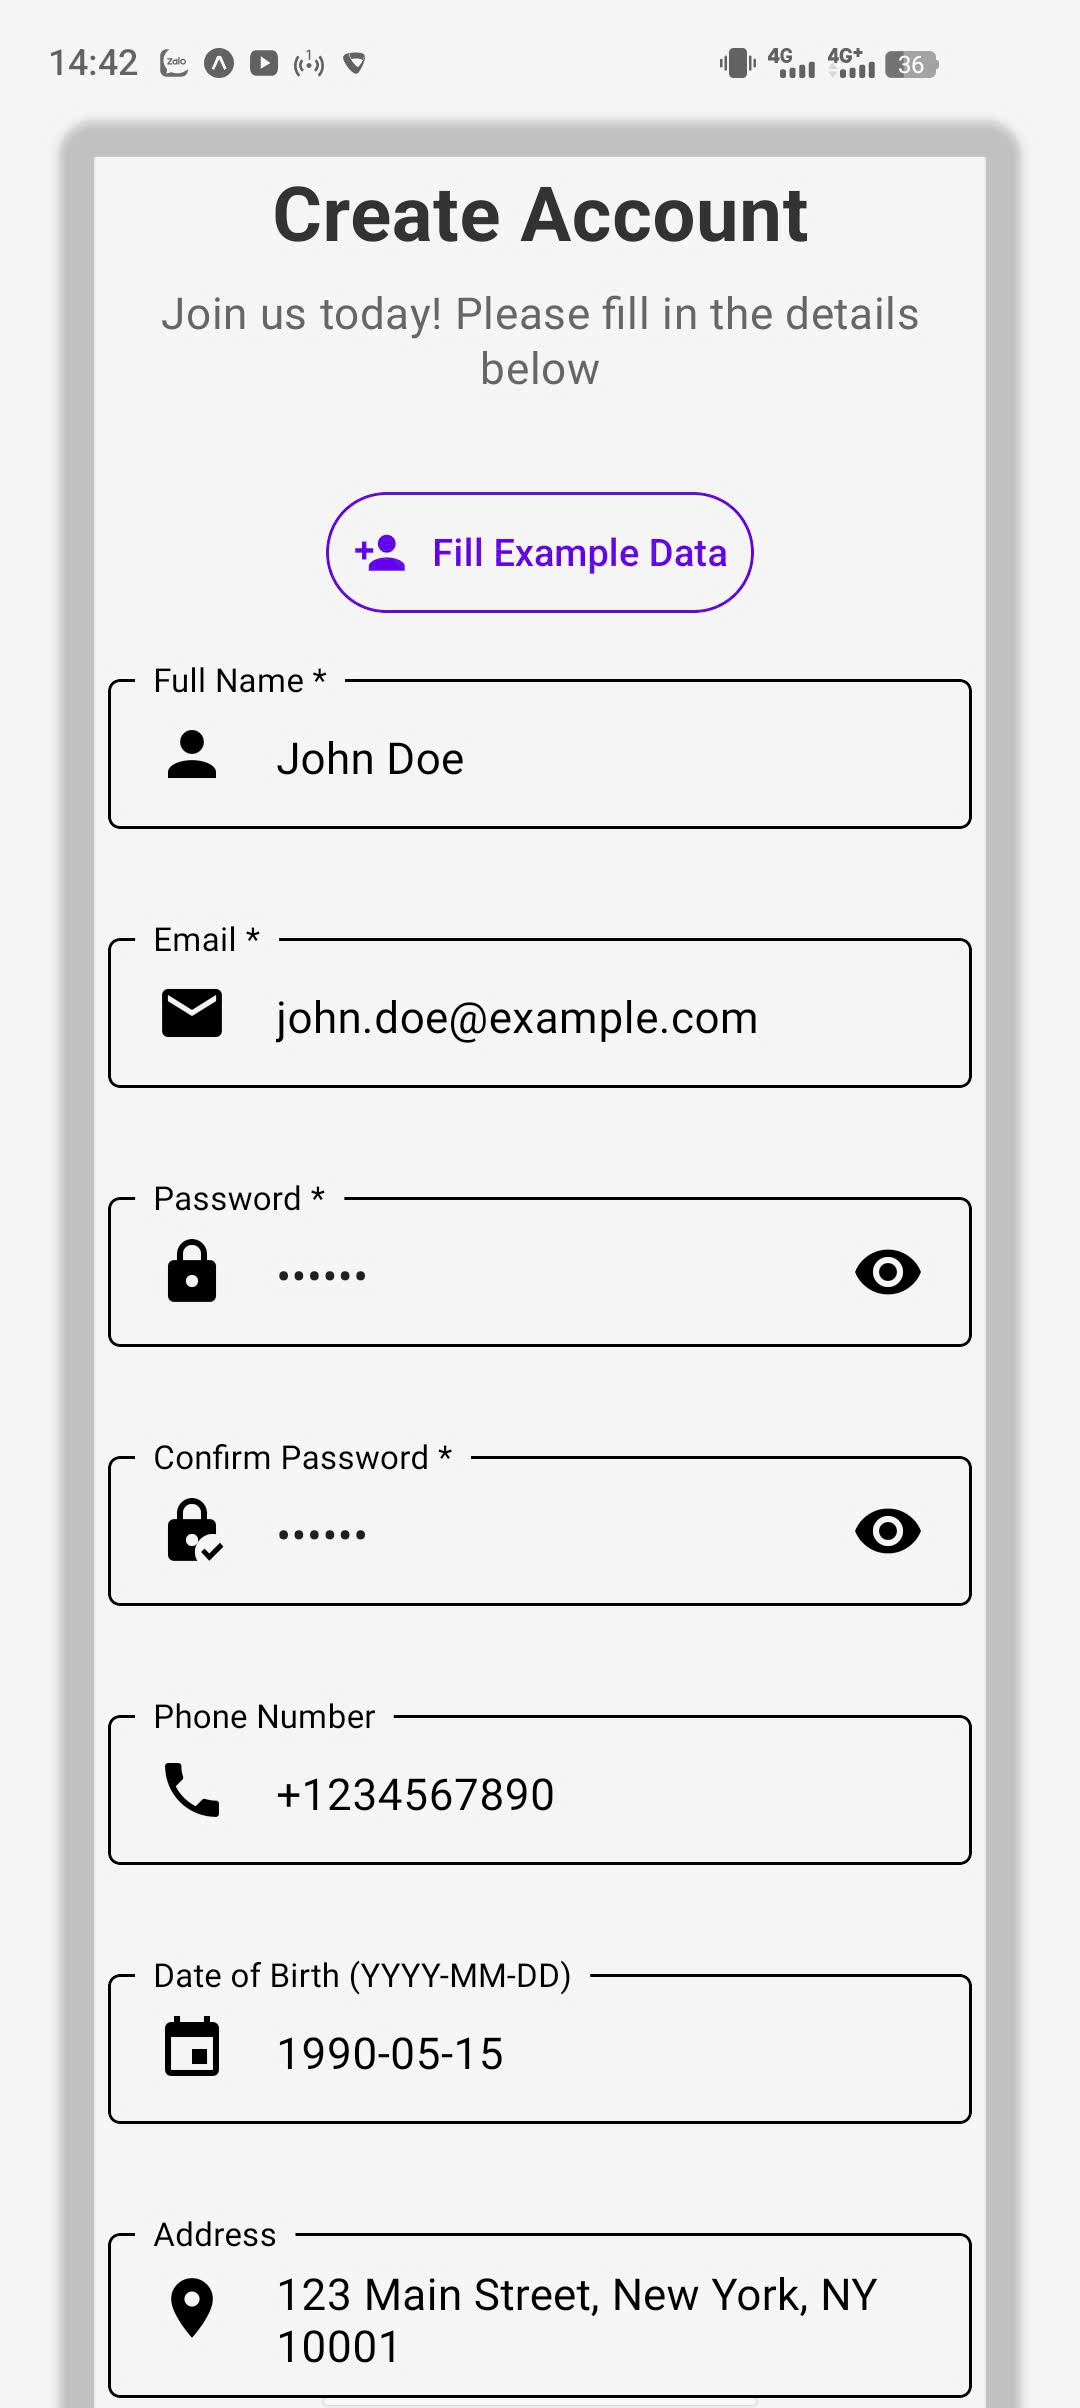 14:42 Zalo 1 4G 4G+ 36
Create Account
Join us today! Please fill in the details
below
Fill Example Data
Full Name *
John Doe
Email *
john.doe@example.com
Password *
••••••
Confirm Password *
••••••
Phone Number
+1234567890
Date of Birth (YYYY-MM-DD)
1990-05-15
Address
123 Main Street, New York, NY
10001